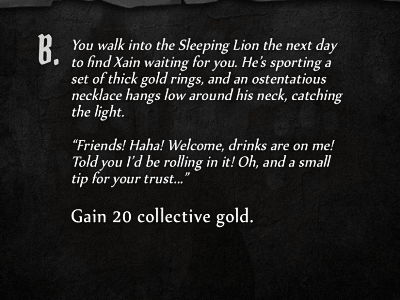 B. You walk into the Sleeping Lion the next day
to find Xain waiting for you. He's sporting a
set of thick gold rings, and an ostentatious
necklace hangs low around his neck, catching
the light.
“Friends! Haha! Welcome, drinks are on me!
Told you I'd be rolling in it! Oh, and a small
tip for your trust...”
Gain 20 collective gold.